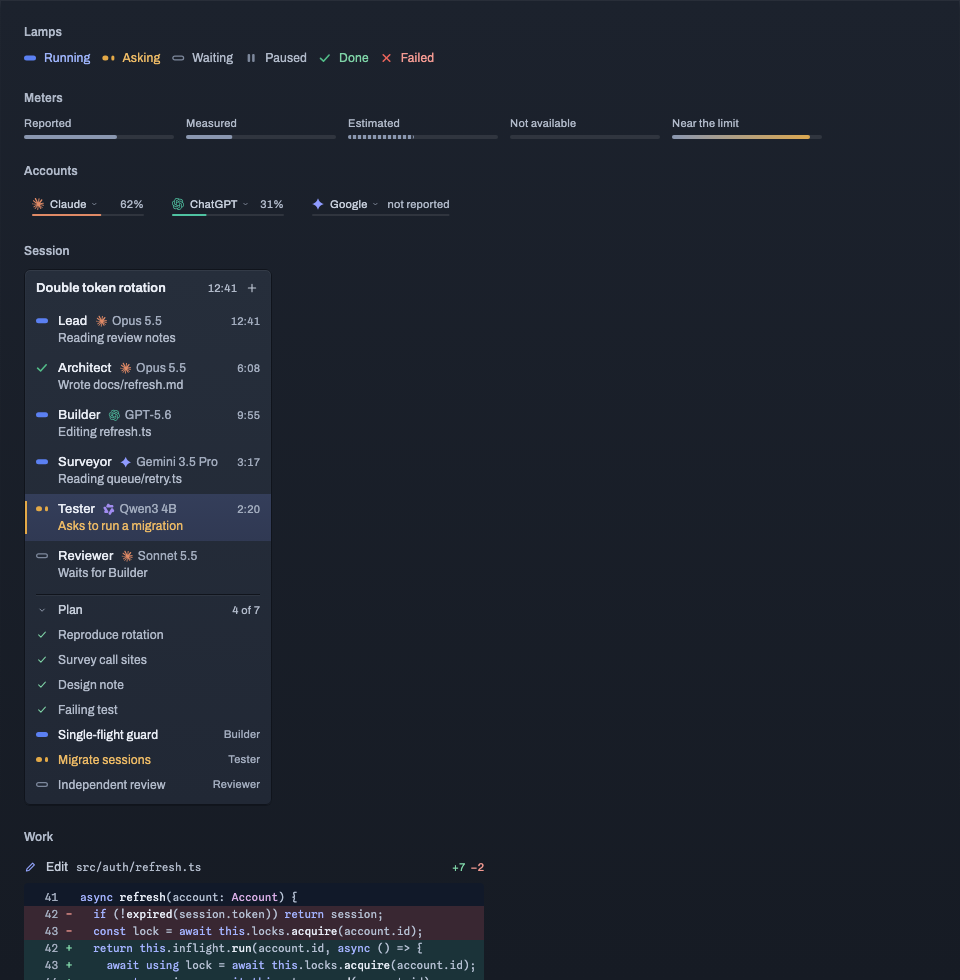 Lamps
Running Asking Waiting Paused Done Failed
Meters
Reported Measured Estimated Not available Near the limit
Accounts
Claude 62% ChatGPT 31% Google not reported
Session
Double token rotation 12:41 +
Lead Opus 5.5 12:41
Reading review notes
Architect Opus 5.5 6:08
Wrote docs/refresh.md
Builder GPT-5.6 9:55
Editing refresh.ts
Surveyor Gemini 3.5 Pro 3:17
Reading queue/retry.ts
Tester Qwen3 4B 2:20
Asks to run a migration
Reviewer Sonnet 5.5
Waits for Builder
Plan 4 of 7
Reproduce rotation
Survey call sites
Design note
Failing test
Single-flight guard Builder
Migrate sessions Tester
Independent review Reviewer
Work
Edit src/auth/refresh.ts +7 −2
41 async refresh(account: Account) {
42 − if (!expired(session.token)) return session;
43 − const lock = await this.locks.acquire(account.id);
42 + return this.inflight.run(account.id, async () => {
43 + await using lock = await this.locks.acquire(account.id);